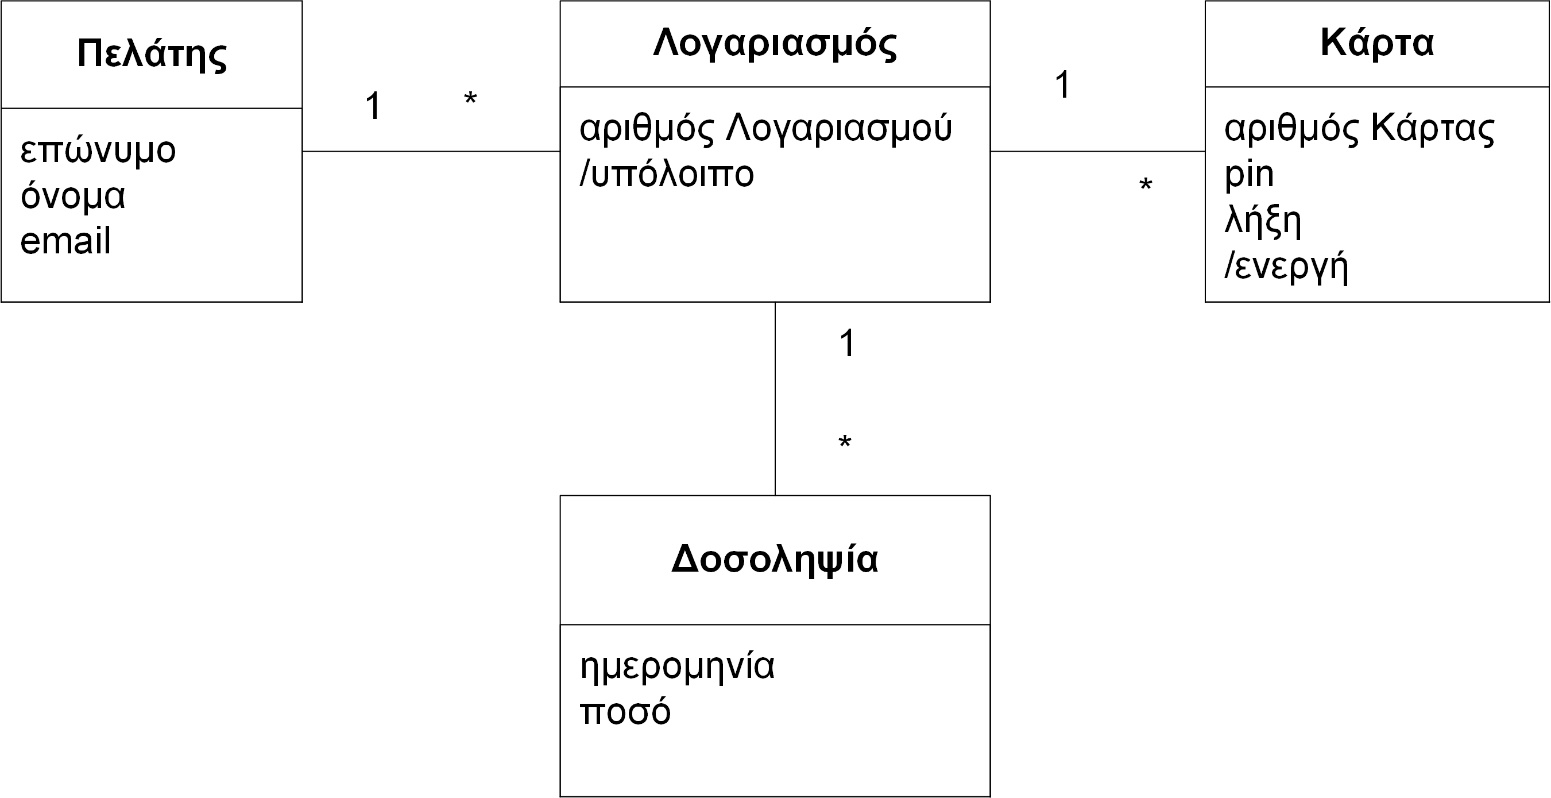 Πελάτης
επώνυμο
όνομα
email
1 *
Λογαριασμός
αριθμός Λογαριασμού
/υπόλοιπο
1
*
Κάρτα
αριθμός Κάρτας
pin
λήξη
/ενεργή
1
*
Δοσοληψία
ημερομηνία
ποσό